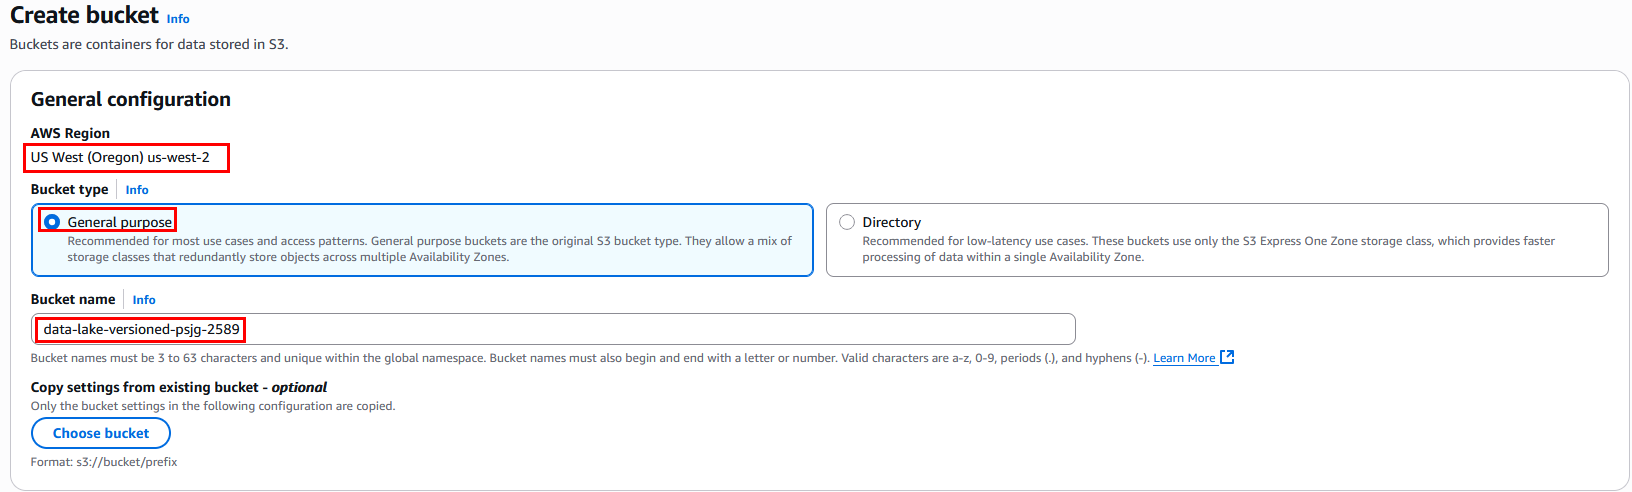 Create bucket Info
Buckets are containers for data stored in S3.
General configuration
AWS Region
US West (Oregon) us-west-2
Bucket type Info
General purpose
Recommended for most use cases and access patterns. General purpose buckets are the original S3 bucket type. They allow a mix of
storage classes that redundantly store objects across multiple Availability Zones.
Directory
Recommended for low-latency use cases. These buckets use only the S3 Express One Zone storage class, which provides faster
processing of data within a single Availability Zone.
Bucket name Info
data-lake-versioned-psjg-2589
Bucket names must be 3 to 63 characters and unique within the global namespace. Bucket names must also begin and end with a letter or number. Valid characters are a-z, 0-9, periods (.), and hyphens (-). Learn More
Copy settings from existing bucket - optional
Only the bucket settings in the following configuration are copied.
Choose bucket
Format: s3://bucket/prefix